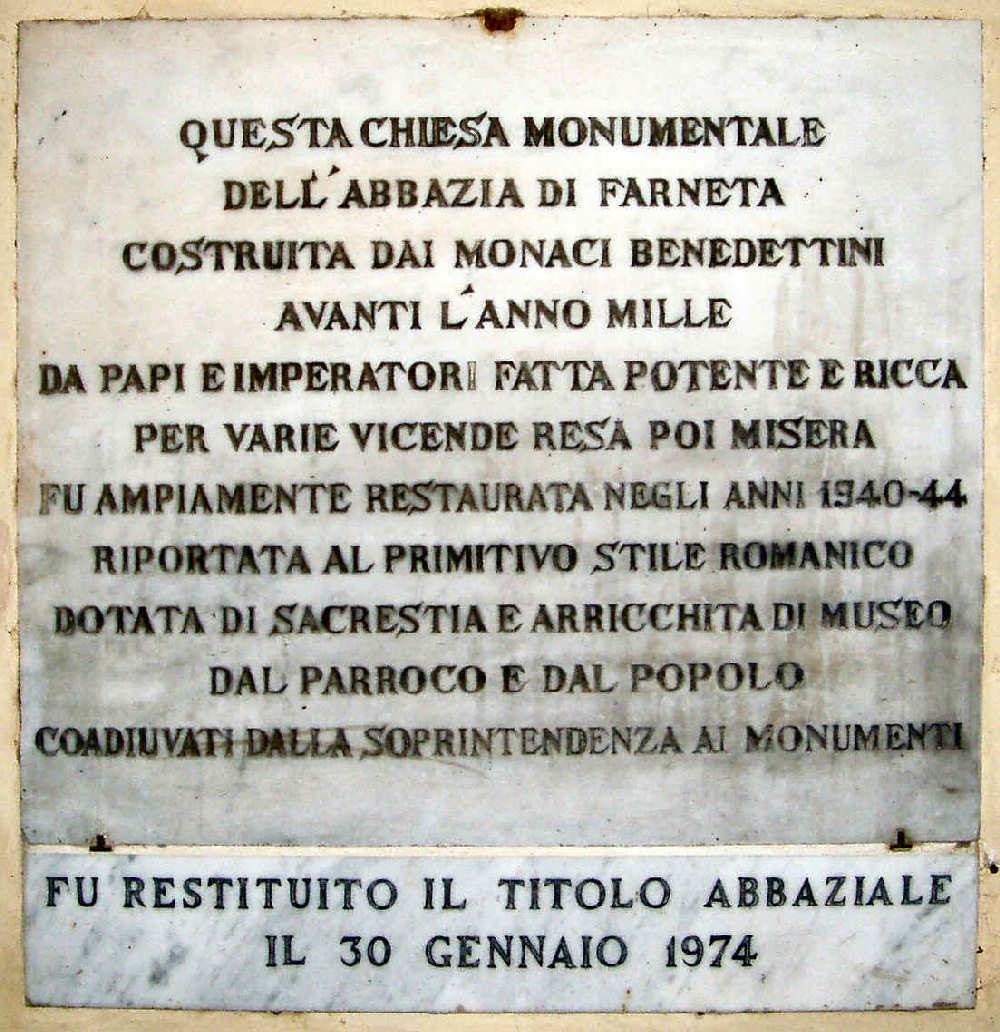 QUESTA CHIESA MONUMENTALE
DELL'ABBAZIA DI FARNETA
COSTRUITA DAI MONACI BENEDETTINI
AVANTI L'ANNO MILLE
DA PAPI E IMPERATORI FATTA POTENTE E RICCA
PER VARIE VICENDE RESA POI MISERA
FU AMPIAMENTE RESTAURATA NEGLI ANNI 1940-44
RIPORTATA AL PRIMITIVO STILE ROMANICO
DOTATA DI SACRESTIA E ARRICCHITA DI MUSEO
DAL PARROCO E DAL POPOLO
COADIUVATI DALLA SOPRINTENDENZA AI MONUMENTI
FU RESTITUITO IL TITOLO ABBAZIALE
IL 30 GENNAIO 1974